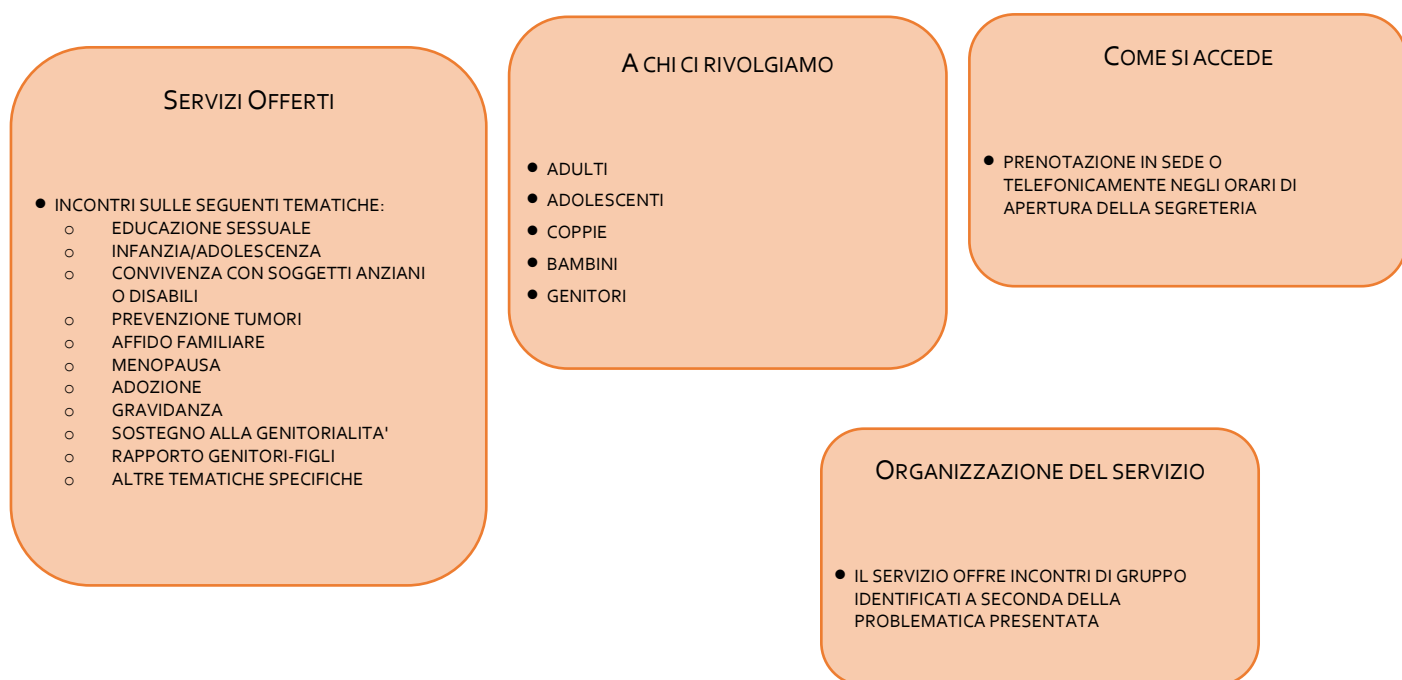 SERVIZI OFFERTI
● INCONTRI SULLE SEGUENTI TEMATICHE:
o EDUCAZIONE SESSUALE
o INFANZIA/ADOLESCENZA
o CONVIVENZA CON SOGGETTI ANZIANI
O DISABILI
o PREVENZIONE TUMORI
o AFFIDO FAMILIARE
o MENOPAUSA
o ADOZIONE
o GRAVIDANZA
o SOSTEGNO ALLA GENITORIALITA'
o RAPPORTO GENITORI-FIGLI
o ALTRE TEMATICHE SPECIFICHE
A CHI CI RIVOLGIAMO
● ADULTI
● ADOLESCENTI
● COPPIE
● BAMBINI
● GENITORI
COME SI ACCEDE
● PRENOTAZIONE IN SEDE O
TELEFONICAMENTE NEGLI ORARI DI
APERTURA DELLA SEGRETERIA
ORGANIZZAZIONE DEL SERVIZIO
● IL SERVIZIO OFFRE INCONTRI DI GRUPPO
IDENTIFICATI A SECONDA DELLA
PROBLEMATICA PRESENTATA